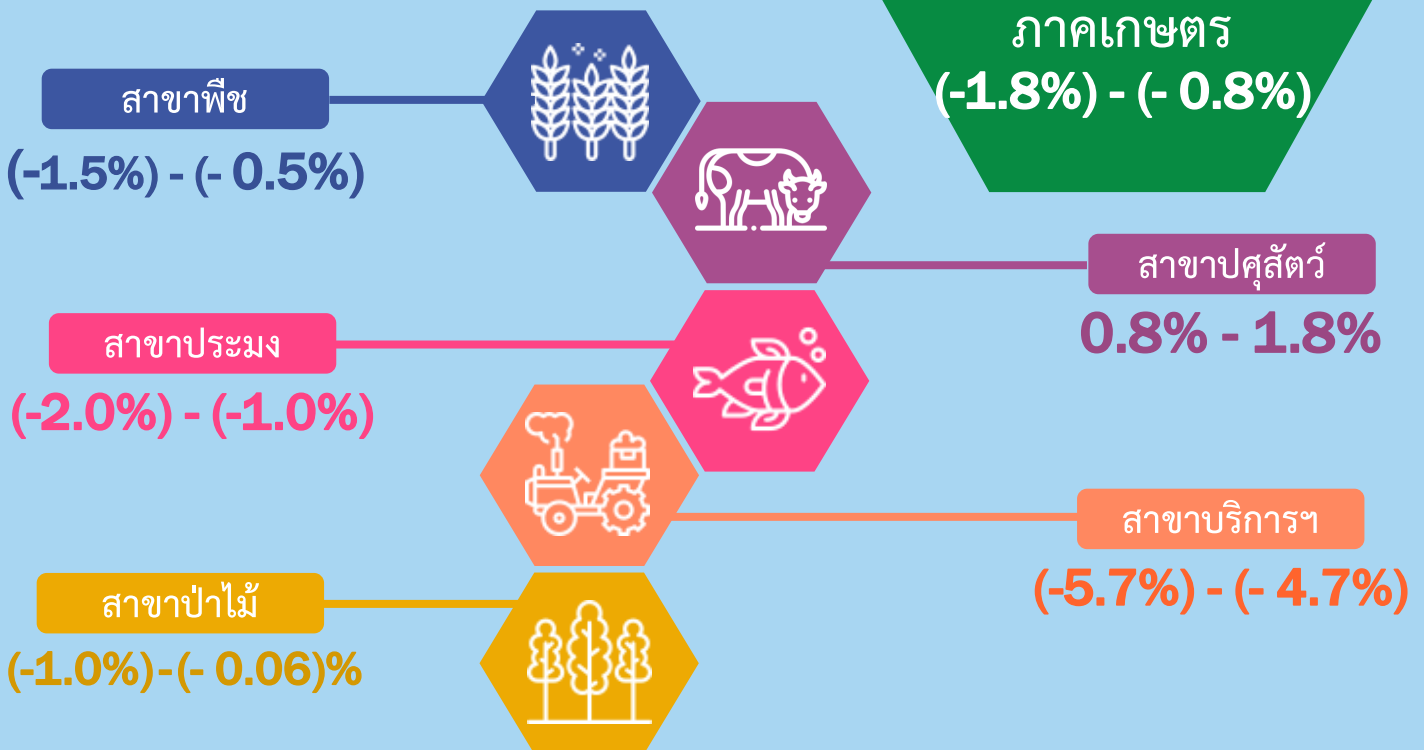 ภาคเกษตร
(-1.8%) - (- 0.8%)
สาขาพืช
(-1.5%) - (- 0.5%)
สาขาปศุสัตว์
0.8% - 1.8%
สาขาประมง
(-2.0%) - (-1.0%)
สาขาบริการฯ
(-5.7%) - (- 4.7%)
สาขาป่าไม้
(-1.0%)-(- 0.06)%